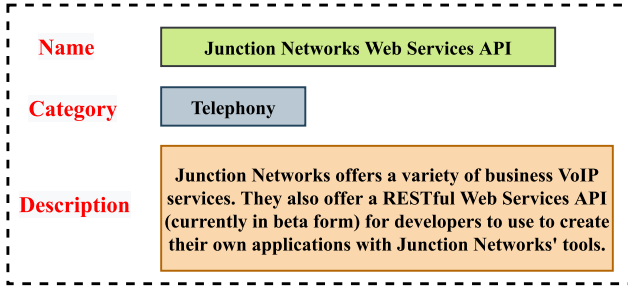 Name
Junction Networks Web Services API
Category
Telephony
Description
Junction Networks offers a variety of business VoIP
services. They also offer a RESTful Web Services API
(currently in beta form) for developers to use to create
their own applications with Junction Networks' tools.